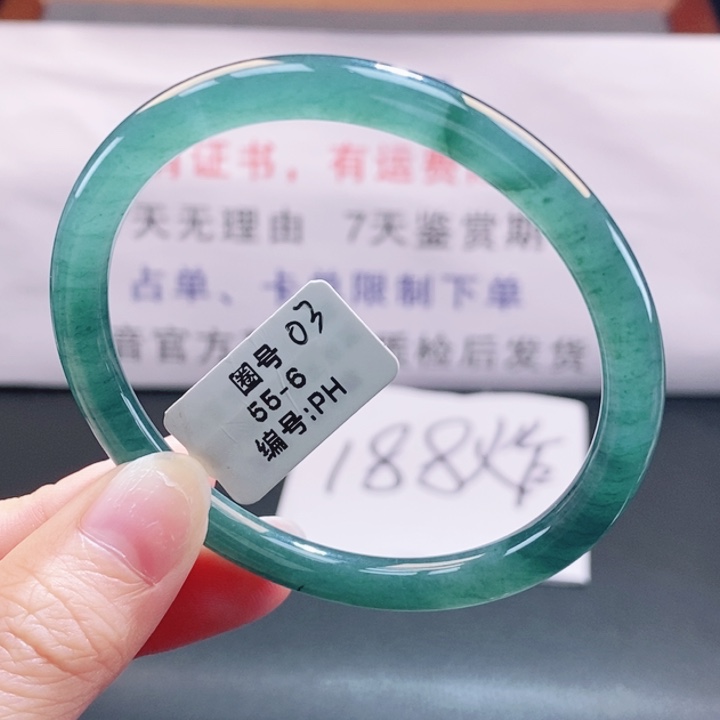 有证书，有运费
天无理由 7天鉴赏期
占单、卡单限制下单
音官方 质检后发货
圈号 03
55-6
编号:PH
188